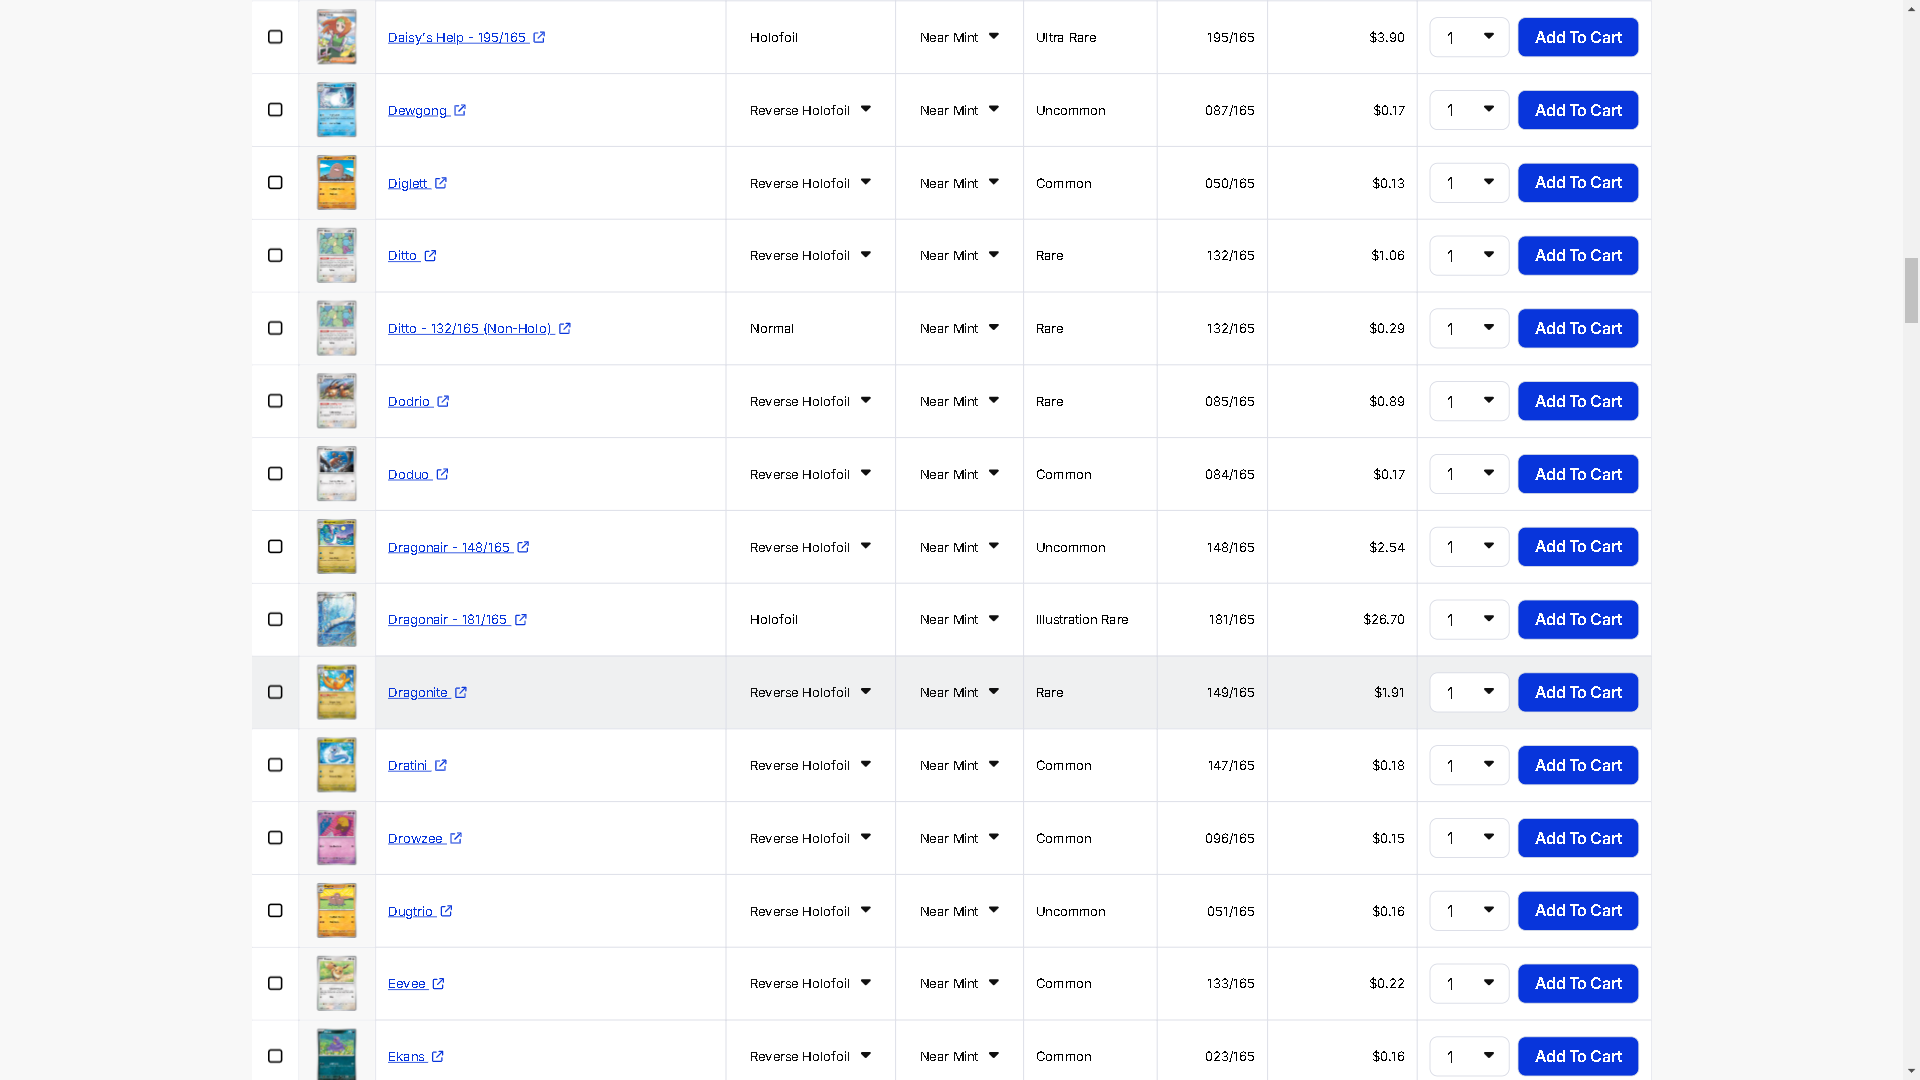 Daisy's Help - 195/165 Holofoil Near Mint Ultra Rare 195/165 $3.90 1 Add To Cart
Dewgong Reverse Holofoil Near Mint Uncommon 087/165 $0.17 1 Add To Cart
Diglett Reverse Holofoil Near Mint Common 050/165 $0.13 1 Add To Cart
Ditto Reverse Holofoil Near Mint Rare 132/165 $1.06 1 Add To Cart
Ditto - 132/165 (Non-Holo) Normal Near Mint Rare 132/165 $0.29 1 Add To Cart
Dodrio Reverse Holofoil Near Mint Rare 085/165 $0.89 1 Add To Cart
Doduo Reverse Holofoil Near Mint Common 084/165 $0.17 1 Add To Cart
Dragonair - 148/165 Reverse Holofoil Near Mint Uncommon 148/165 $2.54 1 Add To Cart
Dragonair - 181/165 Holofoil Near Mint Illustration Rare 181/165 $26.70 1 Add To Cart
Dragonite Reverse Holofoil Near Mint Rare 149/165 $1.91 1 Add To Cart
Dratini Reverse Holofoil Near Mint Common 147/165 $0.18 1 Add To Cart
Drowzee Reverse Holofoil Near Mint Common 096/165 $0.15 1 Add To Cart
Dugtrio Reverse Holofoil Near Mint Uncommon 051/165 $0.16 1 Add To Cart
Eevee Reverse Holofoil Near Mint Common 133/165 $0.22 1 Add To Cart
Ekans Reverse Holofoil Near Mint Common 023/165 $0.16 1 Add To Cart